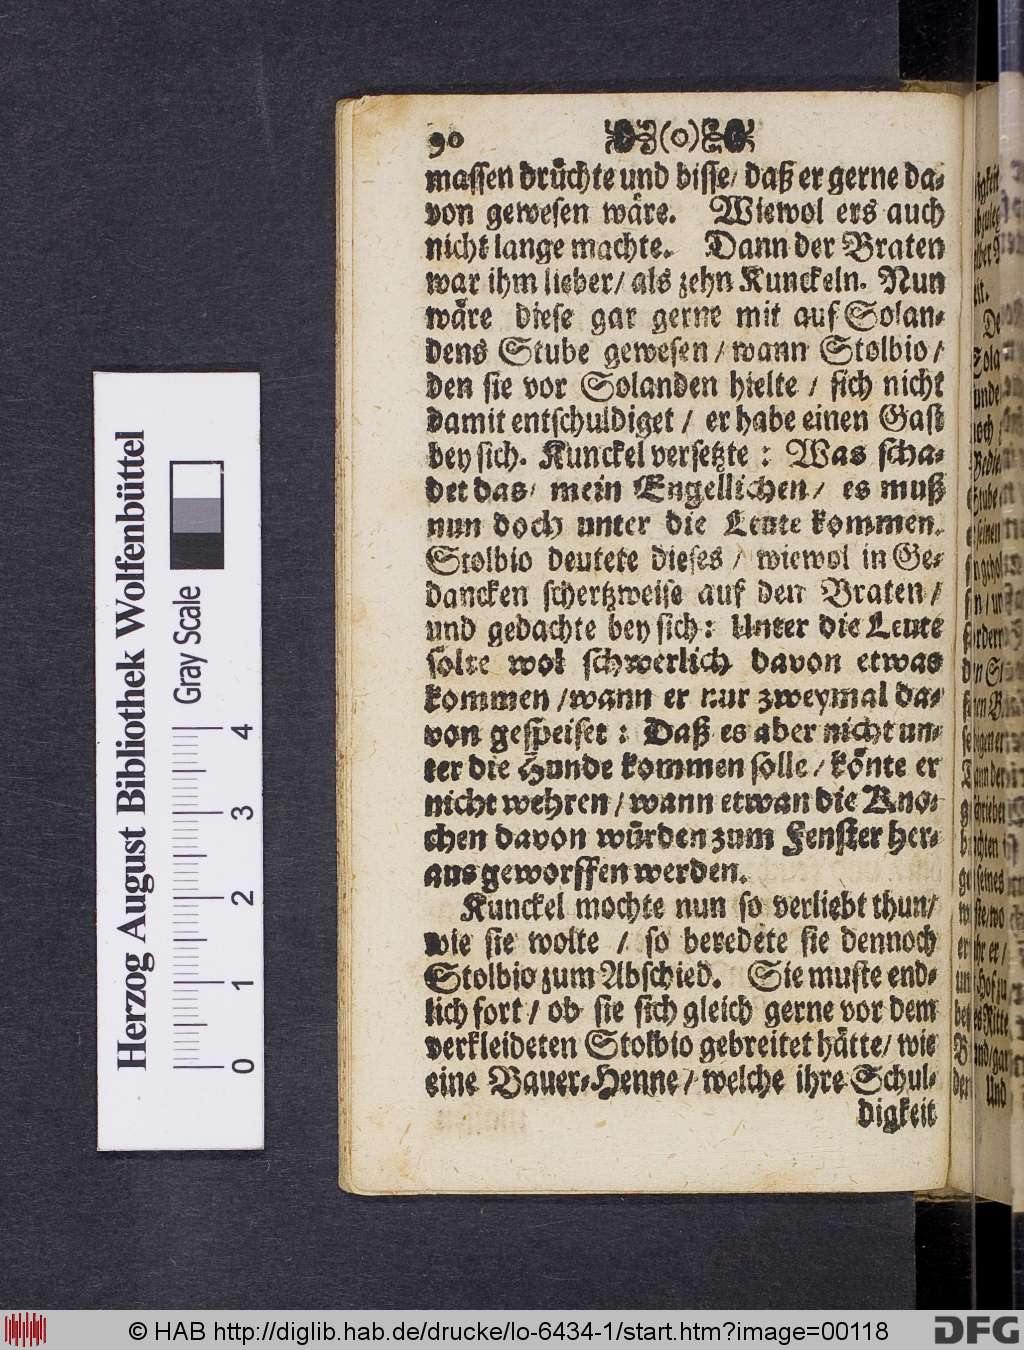 90 (o)
massen drüchte und bisse/ daß er gerne da-
von gewesen wäre. Wiewol ers auch
nicht lange machte. Dann der Braten
war ihm lieber/ als zehn Kunckeln. Nun
wäre diese gar gerne mit auf Solan-
dens Stube gewesen/ wann Stolbio/
den sie vor Solanden hielte/ sich nicht
damit entschuldiget/ er habe einen Gast
bey sich. Kunckel versetzte: Was scha-
det das/ mein Engellichen/ es muß
nun doch unter die Leute kommen.
Stolbio deutete dieses/ wiewol in Ge-
dancken schertzweise auf den Braten/
und gedachte bey sich: Unter die Leute
solte wol schwerlich davon etwas
kommen/ wann er nur zweymal da-
von gespeiset: Daß es aber nicht un-
ter die Hunde kommen solle/ könte er
nicht wehren/ wann etwan die Kno-
chen davon würden zum Fenster her-
aus geworffen werden.
Kunckel mochte nun so verliebt thun/
wie sie wolte/ so beredete sie dennoch
Stolbio zum Abschied. Sie muste end-
lich fort/ ob sie sich gleich gerne vor dem
verkleideten Stolbio gebreitet hätte/ wie
eine Bauer-Henne/ welche ihre Schul-
digkeit
Herzog August Bibliothek Wolfenbüttel
Gray Scale
0 1 2 3 4
© HAB http://diglib.hab.de/drucke/lo-6434-1/start.htm?image=00118
DFG